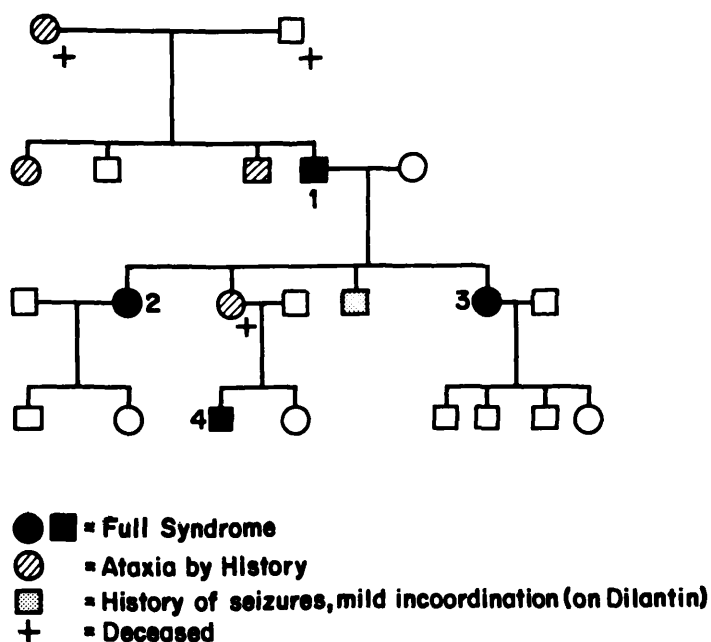 + +
1
2 + 3
4
= Full Syndrome
= Ataxia by History
= History of seizures, mild incoordination (on Dilantin)
+ = Deceased